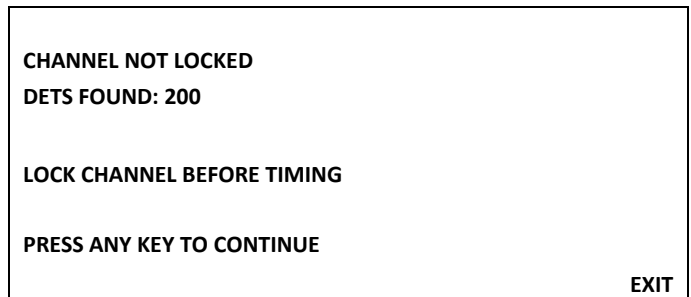 CHANNEL NOT LOCKED
DETS FOUND: 200
LOCK CHANNEL BEFORE TIMING
PRESS ANY KEY TO CONTINUE
EXIT